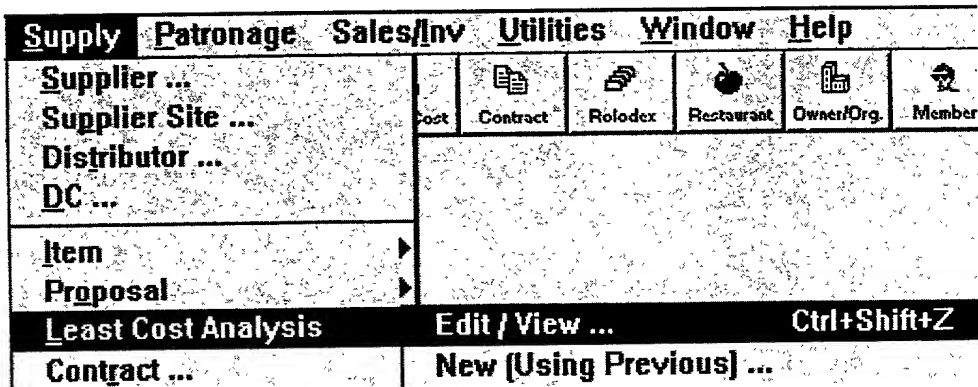 Supply Patronage Sales/Inv Utilities Window Help
Supplier ...
Supplier Site ...
Distributor ...
DC ...
Cost Contract Rolodex Restaurant Owner/Org. Member
Item
Proposal
Least Cost Analysis Edit / View ... Ctrl+Shift+Z
Contract ... New (Using Previous) ...